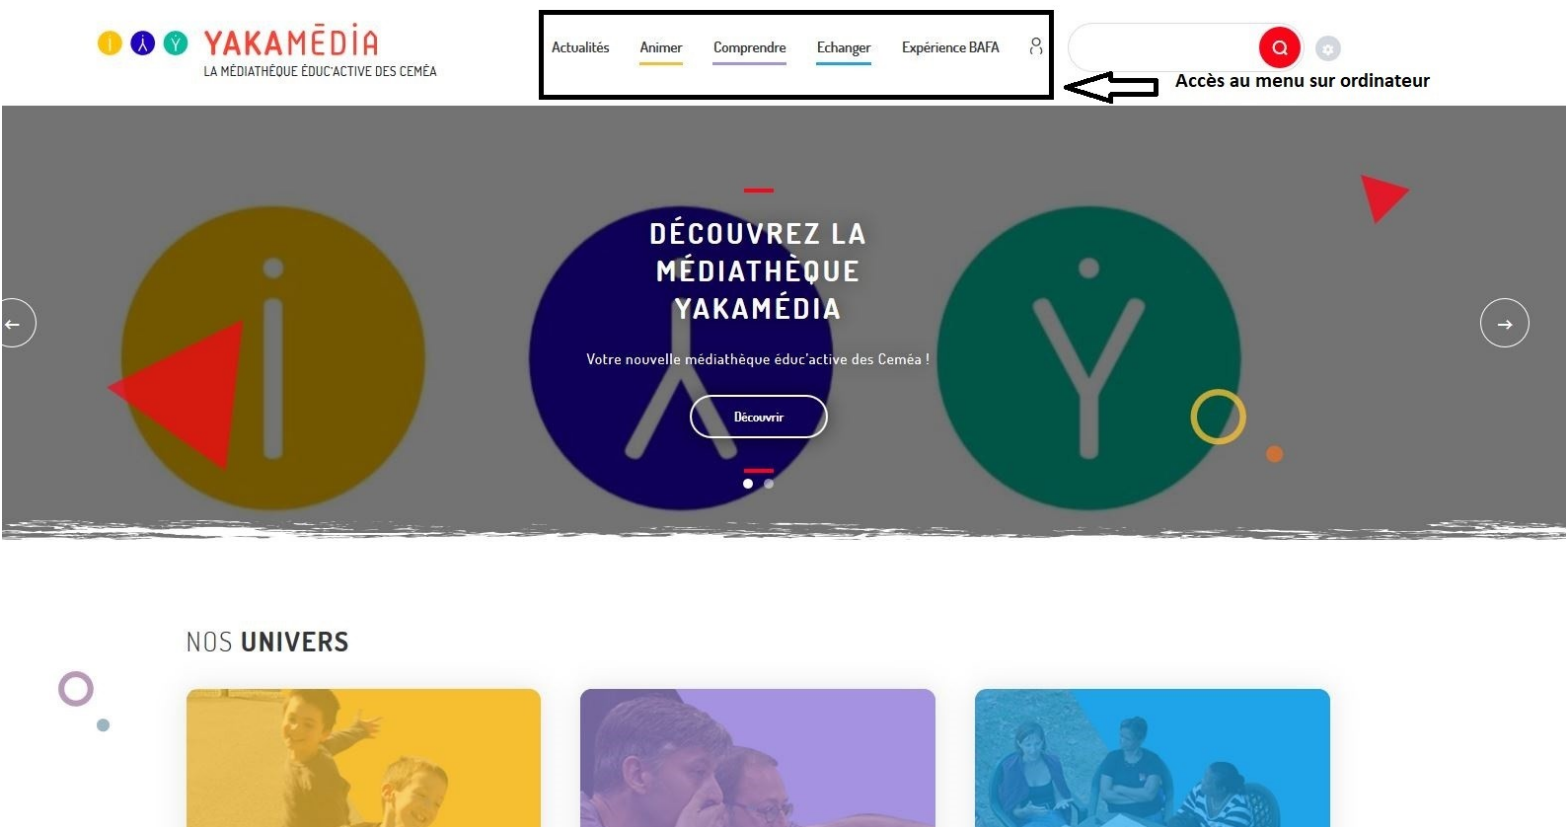 YAKAMĒDiA
LA MÉDIATHÈQUE ÉDUC'ACTIVE DES CEMÉA
Actualités Animer Comprendre Echanger Expérience BAFA
Accès au menu sur ordinateur
DÉCOUVREZ LA
MÉDIATHÈQUE
YAKAMÉDIA
Votre nouvelle médiathèque éduc'active des Ceméa !
Découvrir
NOS UNIVERS